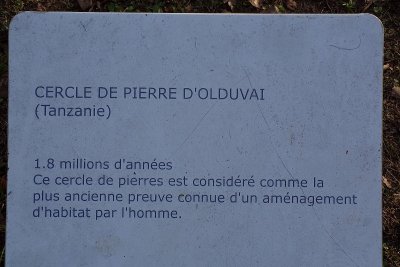 CERCLE DE PIERRE D'OLDUVAI
(Tanzanie)
1.8 millions d'années
Ce cercle de pierres est considéré comme la
plus ancienne preuve connue d'un aménagement
d'habitat par l'homme.